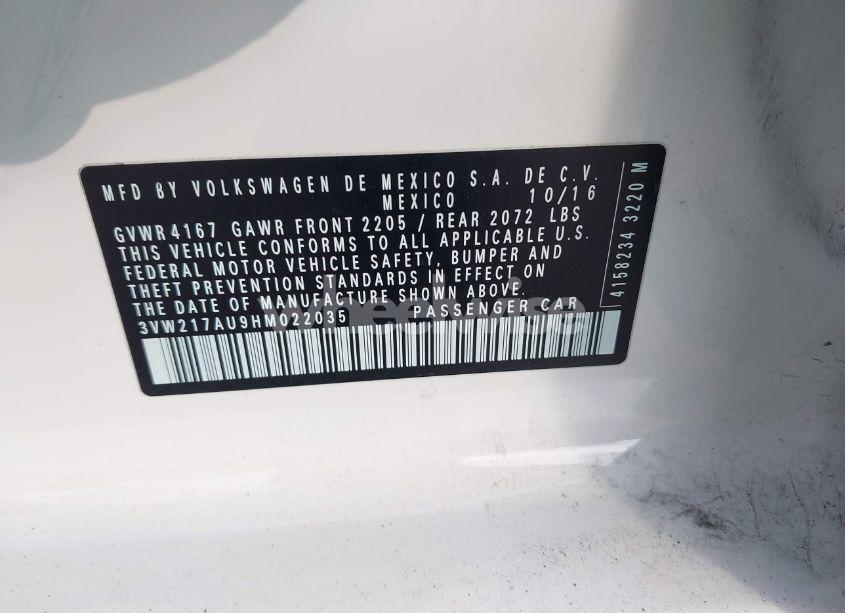 MFD BY VOLKSWAGEN DE MEXICO S.A. DE C.V.
MEXICO 10/16
GVWR 4167 GAWR FRONT 2205 / REAR 2072 LBS
THIS VEHICLE CONFORMS TO ALL APPLICABLE U.S.
FEDERAL MOTOR VEHICLE SAFETY, BUMPER AND
THEFT PREVENTION STANDARDS IN EFFECT ON
THE DATE OF MANUFACTURE SHOWN ABOVE.
3VW217AU9HM022035 PASSENGER CAR
4158234 3220 M